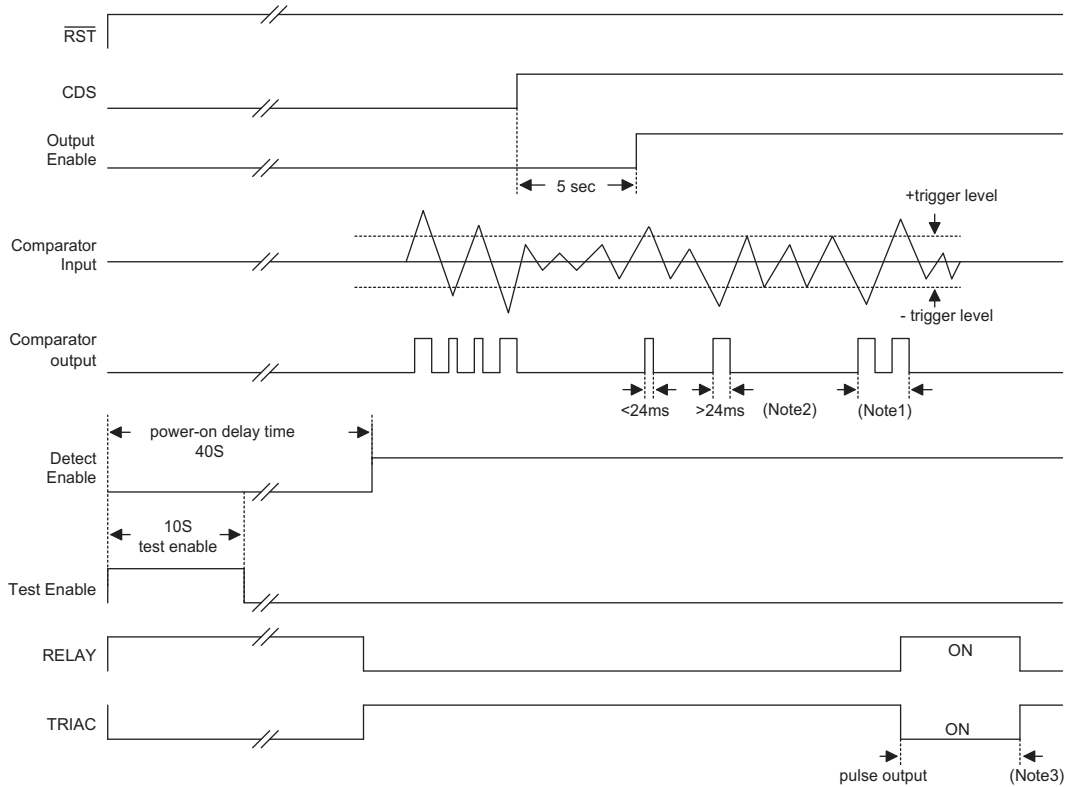 RST
CDS
Output
Enable
5 sec
+trigger level
Comparator
Input
- trigger level
Comparator
output
<24ms
>24ms
(Note2)
(Note1)
power-on delay time
40S
Detect
Enable
10S
test enable
Test Enable
RELAY
ON
TRIAC
ON
pulse output
(Note3)